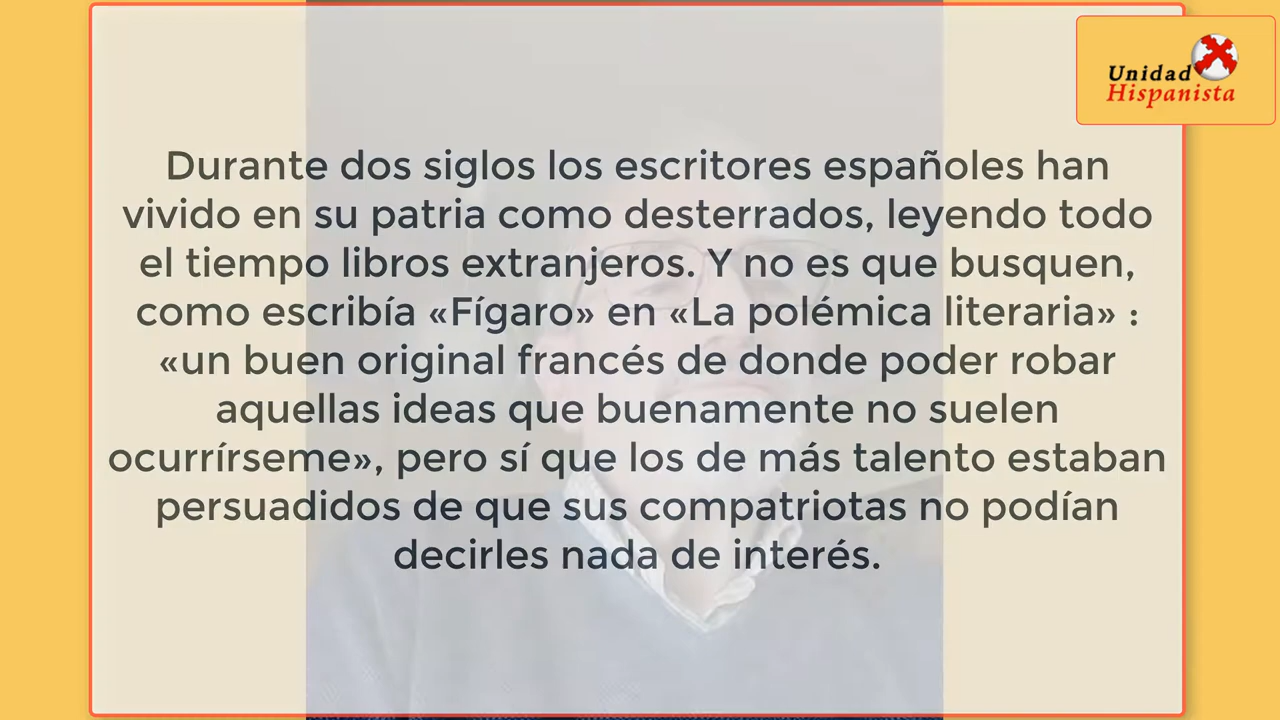 Unidad
Hispanista
Durante dos siglos los escritores españoles han
vivido en su patria como desterrados, leyendo todo
el tiempo libros extranjeros. Y no es que busquen,
como escribía «Fígaro» en «La polémica literaria» :
«un buen original francés de donde poder robar
aquellas ideas que buenamente no suelen
ocurrírseme», pero sí que los de más talento estaban
persuadidos de que sus compatriotas no podían
decirles nada de interés.